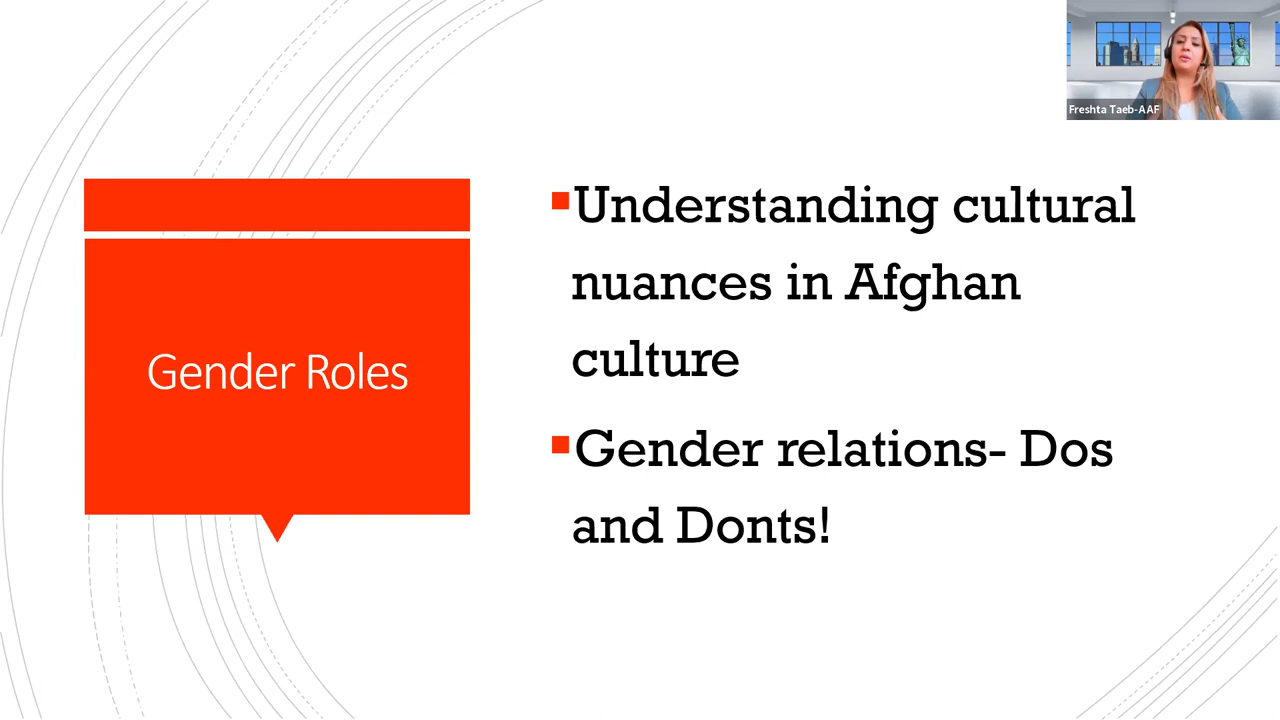 Freshta Taeb-AAF
Gender Roles
▪Understanding cultural
nuances in Afghan
culture
▪Gender relations- Dos
and Donts!